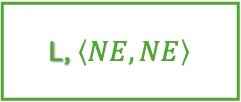 L, ⟨NE, NE⟩